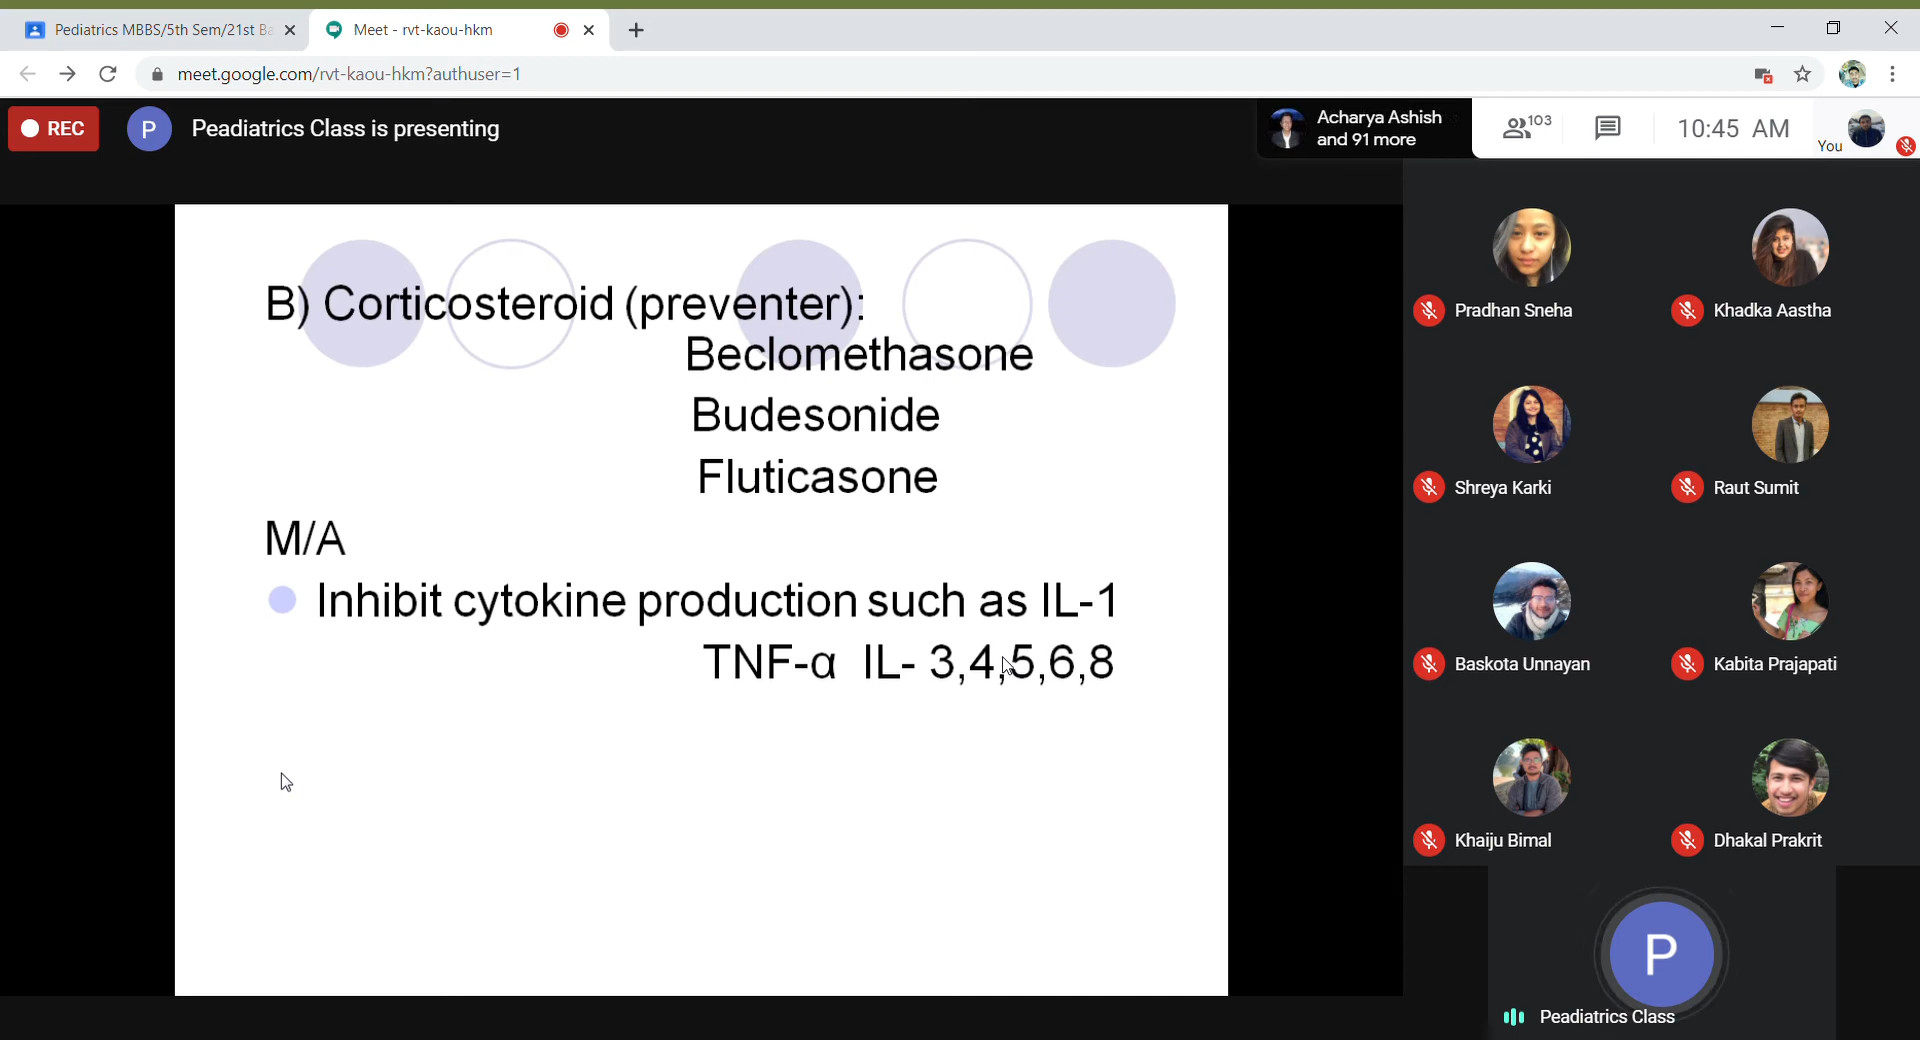 Pediatrics MBBS/5th Sem/21st Ba
Meet - rvt-kaou-hkm
meet.google.com/rvt-kaou-hkm?authuser=1
REC
P
Peadiatrics Class is presenting
Acharya Ashish
and 91 more
103
10:45 AM
You
B) Corticosteroid (preventer):
Beclomethasone
Budesonide
Fluticasone
M/A
Inhibit cytokine production such as IL-1
TNF-α IL- 3,4,5,6,8
Pradhan Sneha
Khadka Aastha
Shreya Karki
Raut Sumit
Baskota Unnayan
Kabita Prajapati
Khaiju Bimal
Dhakal Prakrit
P
Peadiatrics Class